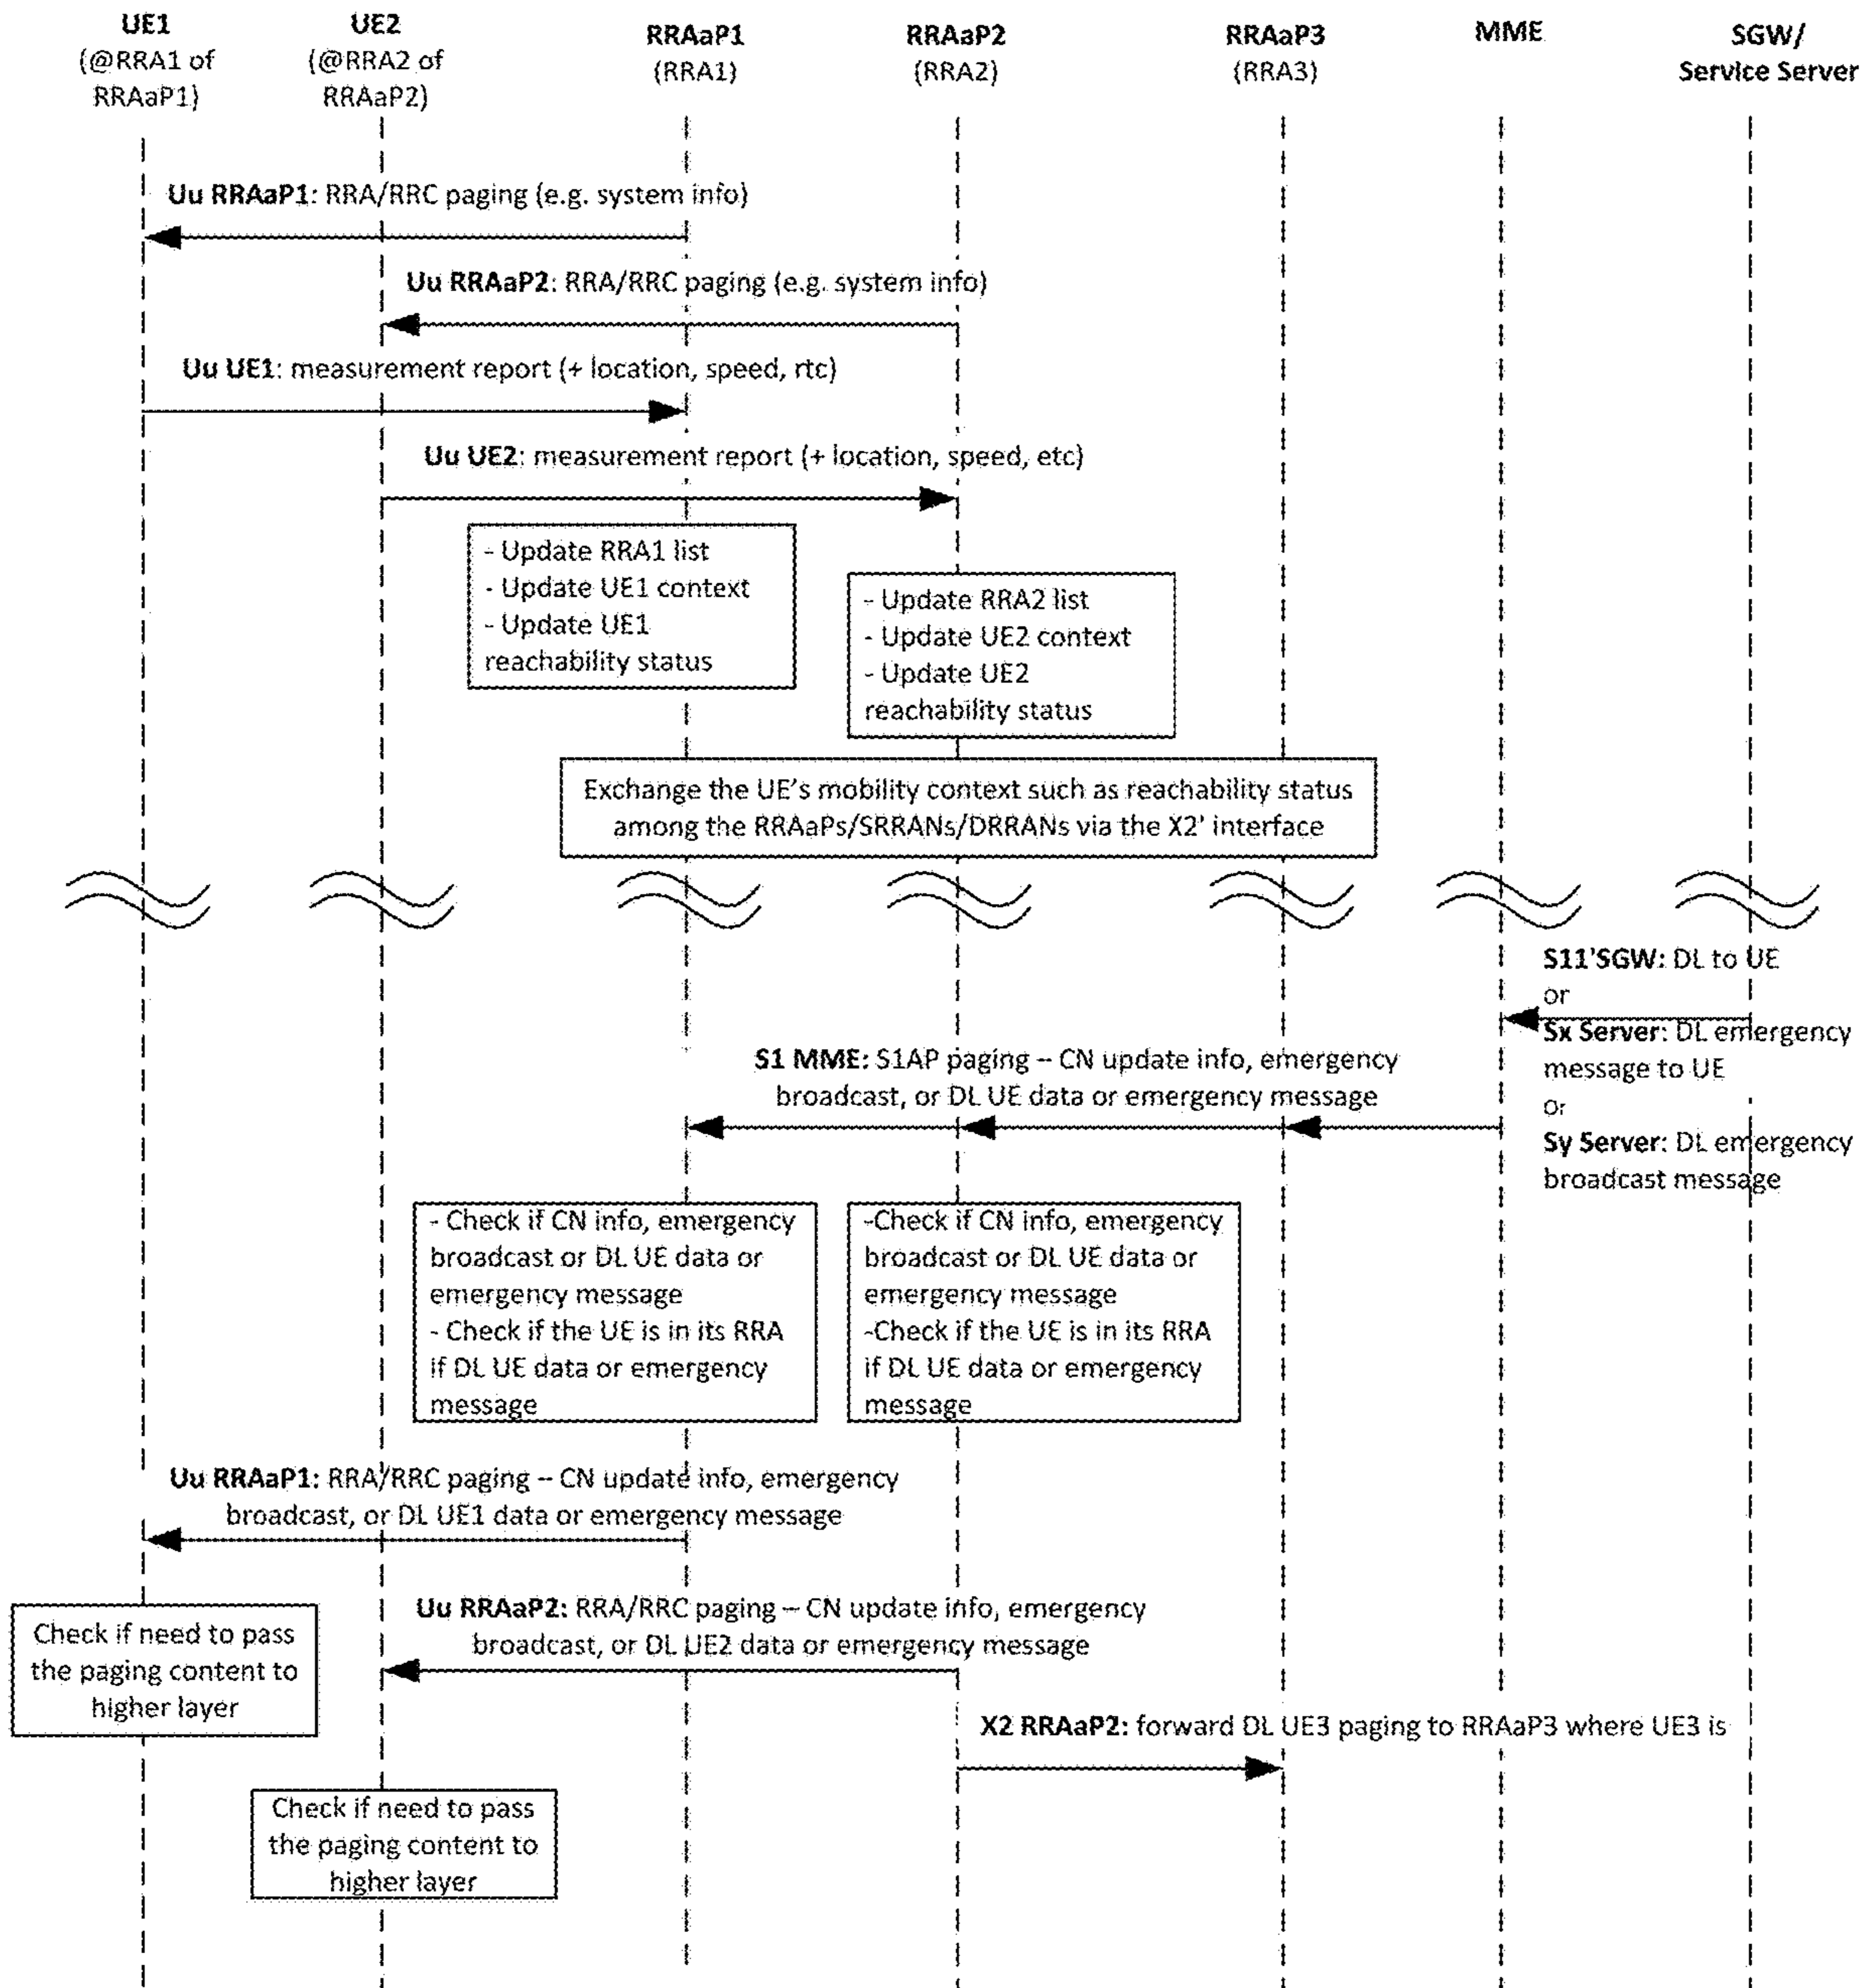 UE1
(@RRA1 of
RRAaP1)
UE2
(@RRA2 of
RRAaP2)
RRAaP1
(RRA1)
RRAaP2
(RRA2)
RRAaP3
(RRA3)
MME
SGW/
Service Server
Uu RRAaP1: RRA/RRC paging (e.g. system info)
Uu RRAaP2: RRA/RRC paging (e.g. system info)
Uu UE1: measurement report (+ location, speed, rtc)
Uu UE2: measurement report (+ location, speed, etc)
- Update RRA1 list
- Update UE1 context
- Update UE1
reachability status
- Update RRA2 list
- Update UE2 context
- Update UE2
reachability status
Exchange the UE's mobility context such as reachability status
among the RRAaPs/SRRANs/DRRANs via the X2' interface
S11'SGW: DL to UE
or
Sx Server: DL emergency
message to UE
or
Sy Server: DL emergency
broadcast message
S1 MME: S1AP paging – CN update info, emergency
broadcast, or DL UE data or emergency message
- Check if CN info, emergency
broadcast or DL UE data or
emergency message
- Check if the UE is in its RRA
if DL UE data or emergency
message
-Check if CN info, emergency
broadcast or DL UE data or
emergency message
-Check if the UE is in its RRA
if DL UE data or emergency
message
Uu RRAaP1: RRA/RRC paging – CN update info, emergency
broadcast, or DL UE1 data or emergency message
Check if need to pass
the paging content to
higher layer
Uu RRAaP2: RRA/RRC paging – CN update info, emergency
broadcast, or DL UE2 data or emergency message
X2 RRAaP2: forward DL UE3 paging to RRAaP3 where UE3 is
Check if need to pass
the paging content to
higher layer